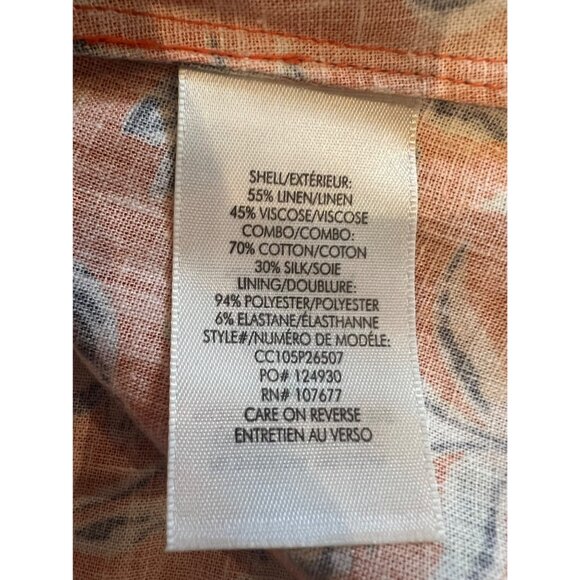 SHELL/EXTÉRIEUR:
55% LINEN/LINEN
45% VISCOSE/VISCOSE
COMBO/COMBO:
70% COTTON/COTON
30% SILK/SOIE
LINING/DOUBLURE:
94% POLYESTER/POLYESTER
6% ELASTANE/ÉLASTHANNE
STYLE#/NUMÉRO DE MODÈLE:
CC105P26507
PO# 124930
RN# 107677
CARE ON REVERSE
ENTRETIEN AU VERSO